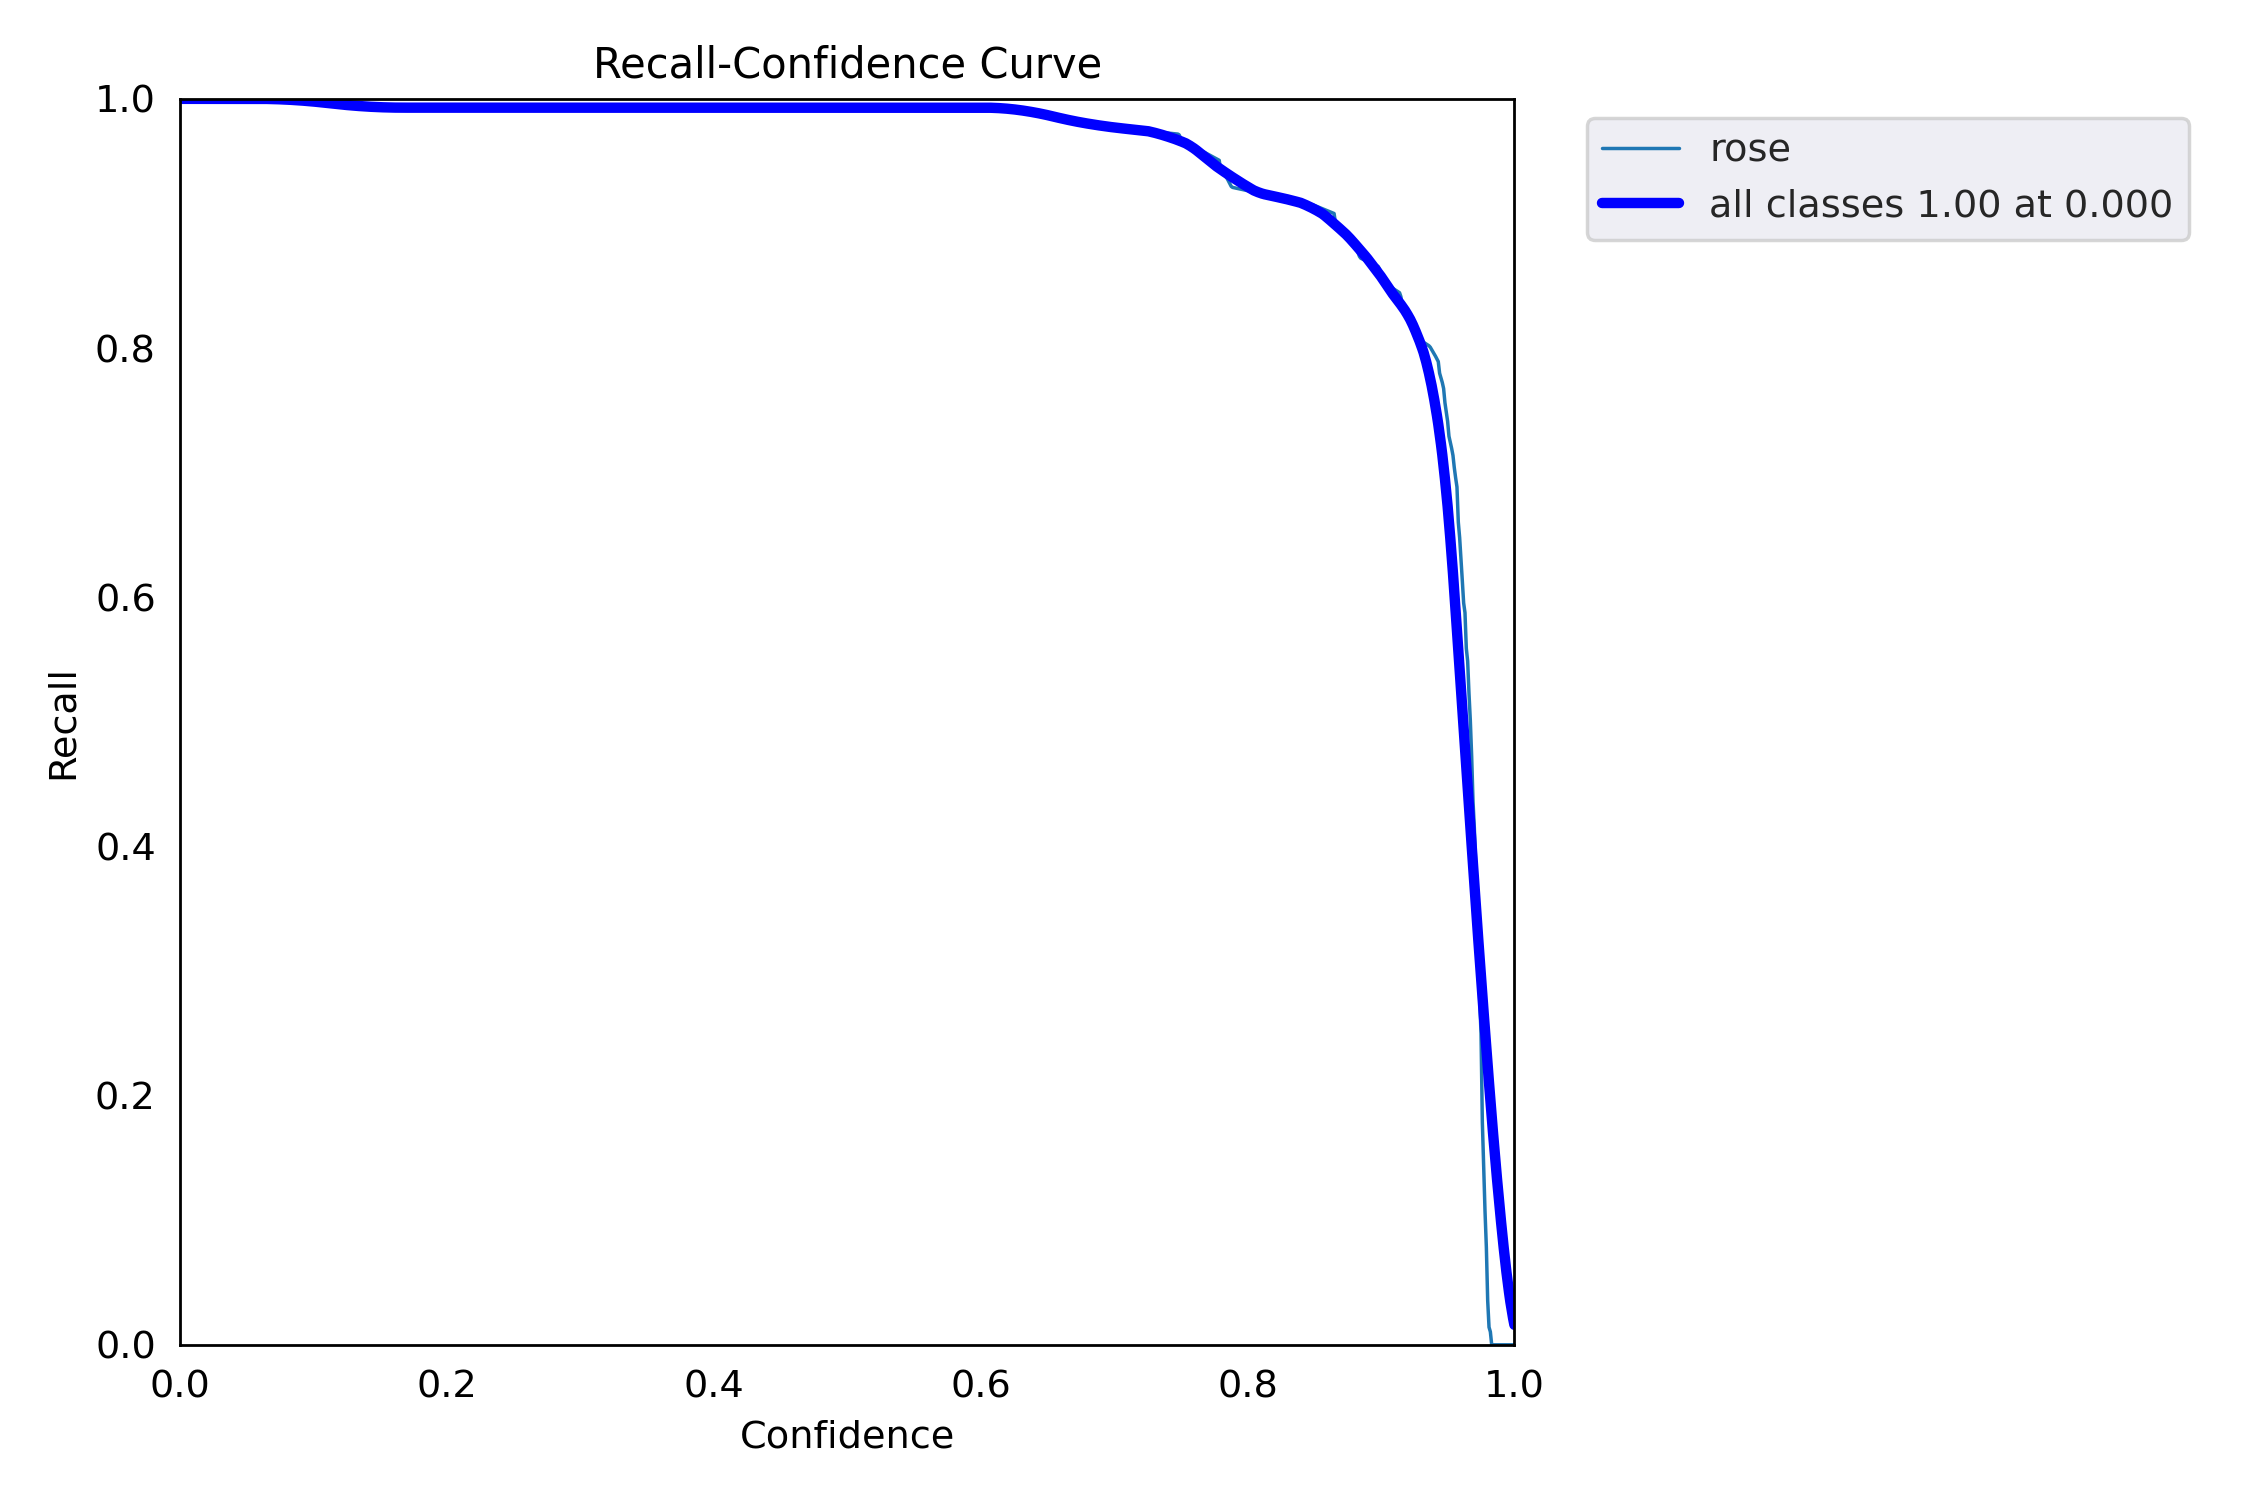 Recall-Confidence Curve
1.0
0.8
0.6
0.4
0.2
0.0
Recall
0.0 0.2 0.4 0.6 0.8 1.0
Confidence
rose
all classes 1.00 at 0.000